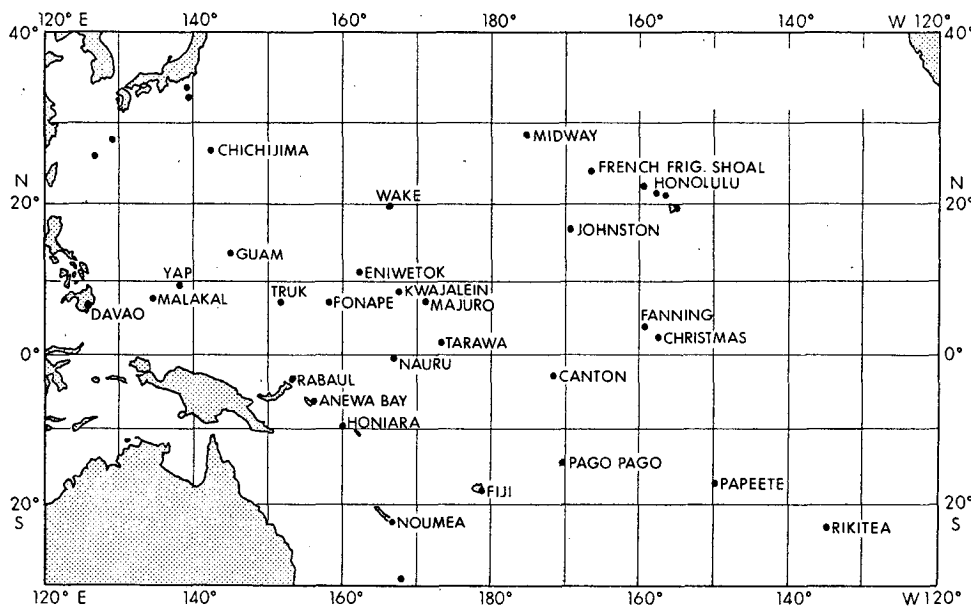 120° E 140° 160° 180° 160° 140° W 120°
40° 40°
MIDWAY
CHICHIJIMA
FRENCH FRIG. SHOAL
N HONOLULU N
WAKE
20° 20°
JOHNSTON
GUAM
ENIWETOK
YAP
KWAJALEIN
MALAKAL TRUK FONAPE MAJURO
DAVAO FANNING
CHRISTMAS
TARAWA
0° 0°
NAURU
RABAUL CANTON
ANEWA BAY
HONIARA
PAGO PAGO
PAPEETE
FIJI
20° 20°
S NOUMEA S
RIKITEA
120° E 140° 160° 180° 160° 140° W 120°